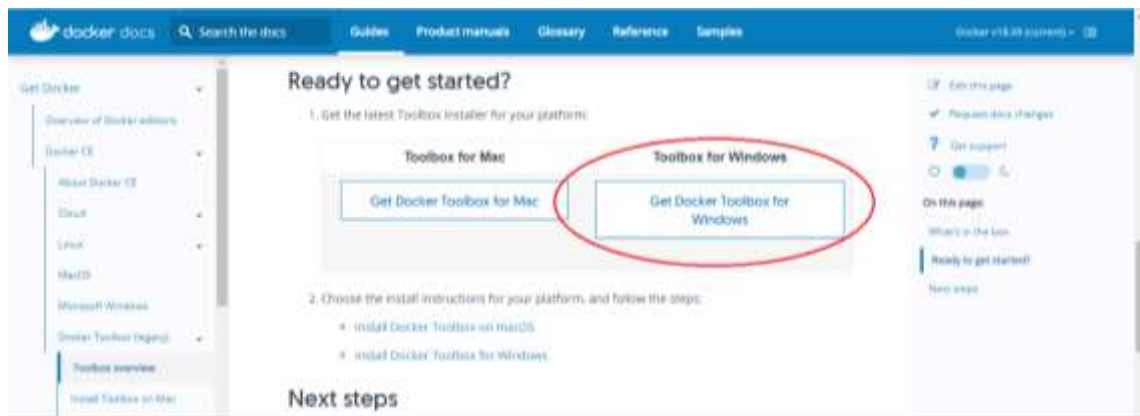 docker docs
Search the docs
Guides
Product manuals
Glossary
Reference
Samples
Docker v18.09 (current)
Get Docker
Overview of Docker editions
Docker CE
About Docker CE
Cloud
Linux
MacOS
Microsoft Windows
Docker Toolbox (legacy)
Toolbox overview
Install Toolbox on Mac
Ready to get started?
1. Get the latest Toolbox installer for your platform:
Toolbox for Mac
Toolbox for Windows
Get Docker Toolbox for Mac
Get Docker Toolbox for
Windows
2. Choose the install instructions for your platform, and follow the steps:
Install Docker Toolbox on macOS
Install Docker Toolbox for Windows
Next steps
Edit this page
Request docs changes
Get support
On this page:
What's in the box
Ready to get started?
Next steps